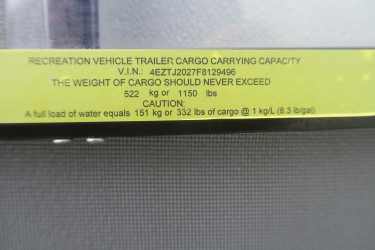 RECREATION VEHICLE TRAILER CARGO CARRYING CAPACITY
V.I.N.: 4EZTJ2027F8129496
THE WEIGHT OF CARGO SHOULD NEVER EXCEED
522 kg or 1150 lbs
CAUTION:
A full load of water equals 151 kg or 332 lbs of cargo @ 1 kg/L (8.3 lb/gal)